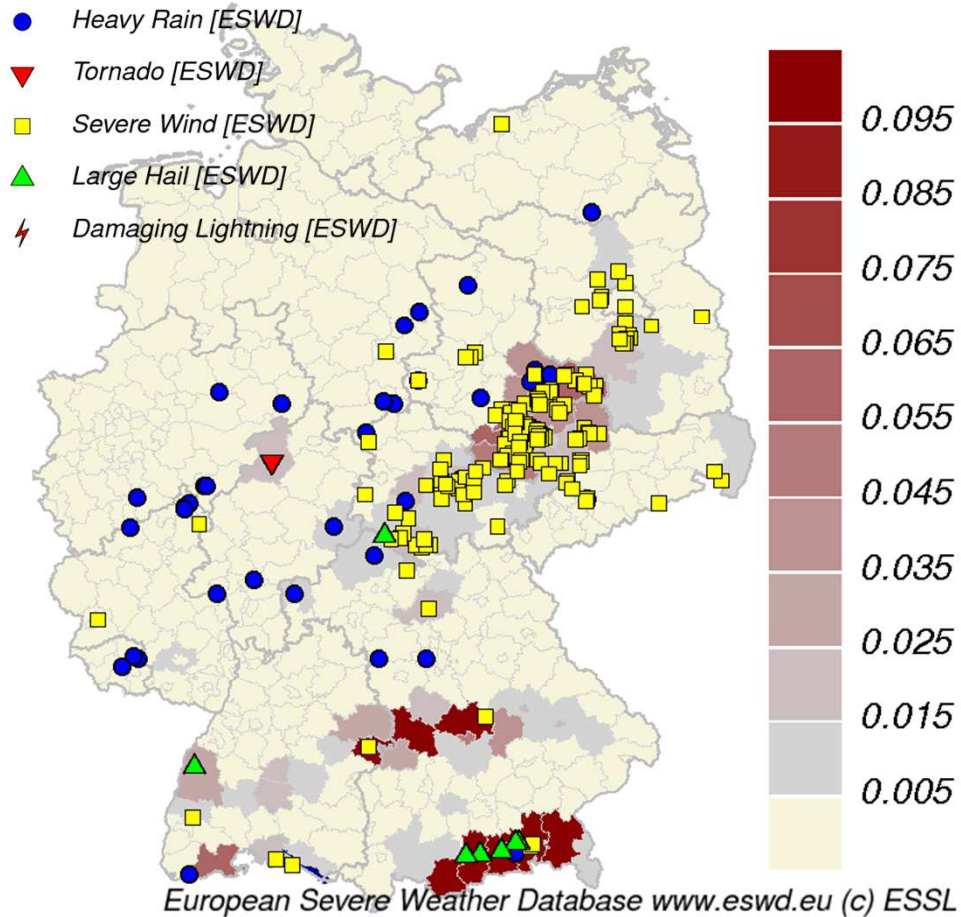 Heavy Rain [ESWD]
Tornado [ESWD]
Severe Wind [ESWD]
Large Hail [ESWD]
Damaging Lightning [ESWD]
0.095
0.085
0.075
0.065
0.055
0.045
0.035
0.025
0.015
0.005
European Severe Weather Database www.eswd.eu (c) ESSL